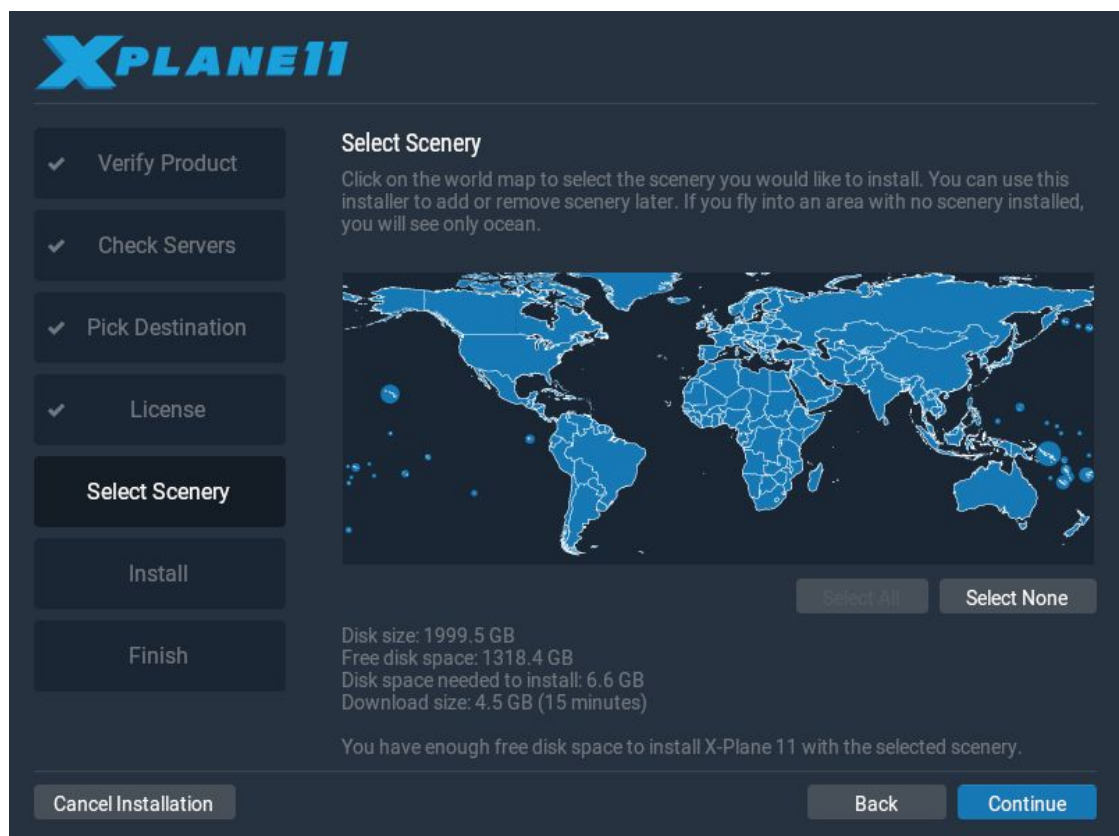 XPLANE11
Verify Product
Check Servers
Pick Destination
License
Select Scenery
Install
Finish
Select Scenery
Click on the world map to select the scenery you would like to install. You can use this
installer to add or remove scenery later. If you fly into an area with no scenery installed,
you will see only ocean.
Select All
Select None
Disk size: 1999.5 GB
Free disk space: 1318.4 GB
Disk space needed to install: 6.6 GB
Download size: 4.5 GB (15 minutes)
You have enough free disk space to install X-Plane 11 with the selected scenery.
Cancel Installation
Back
Continue